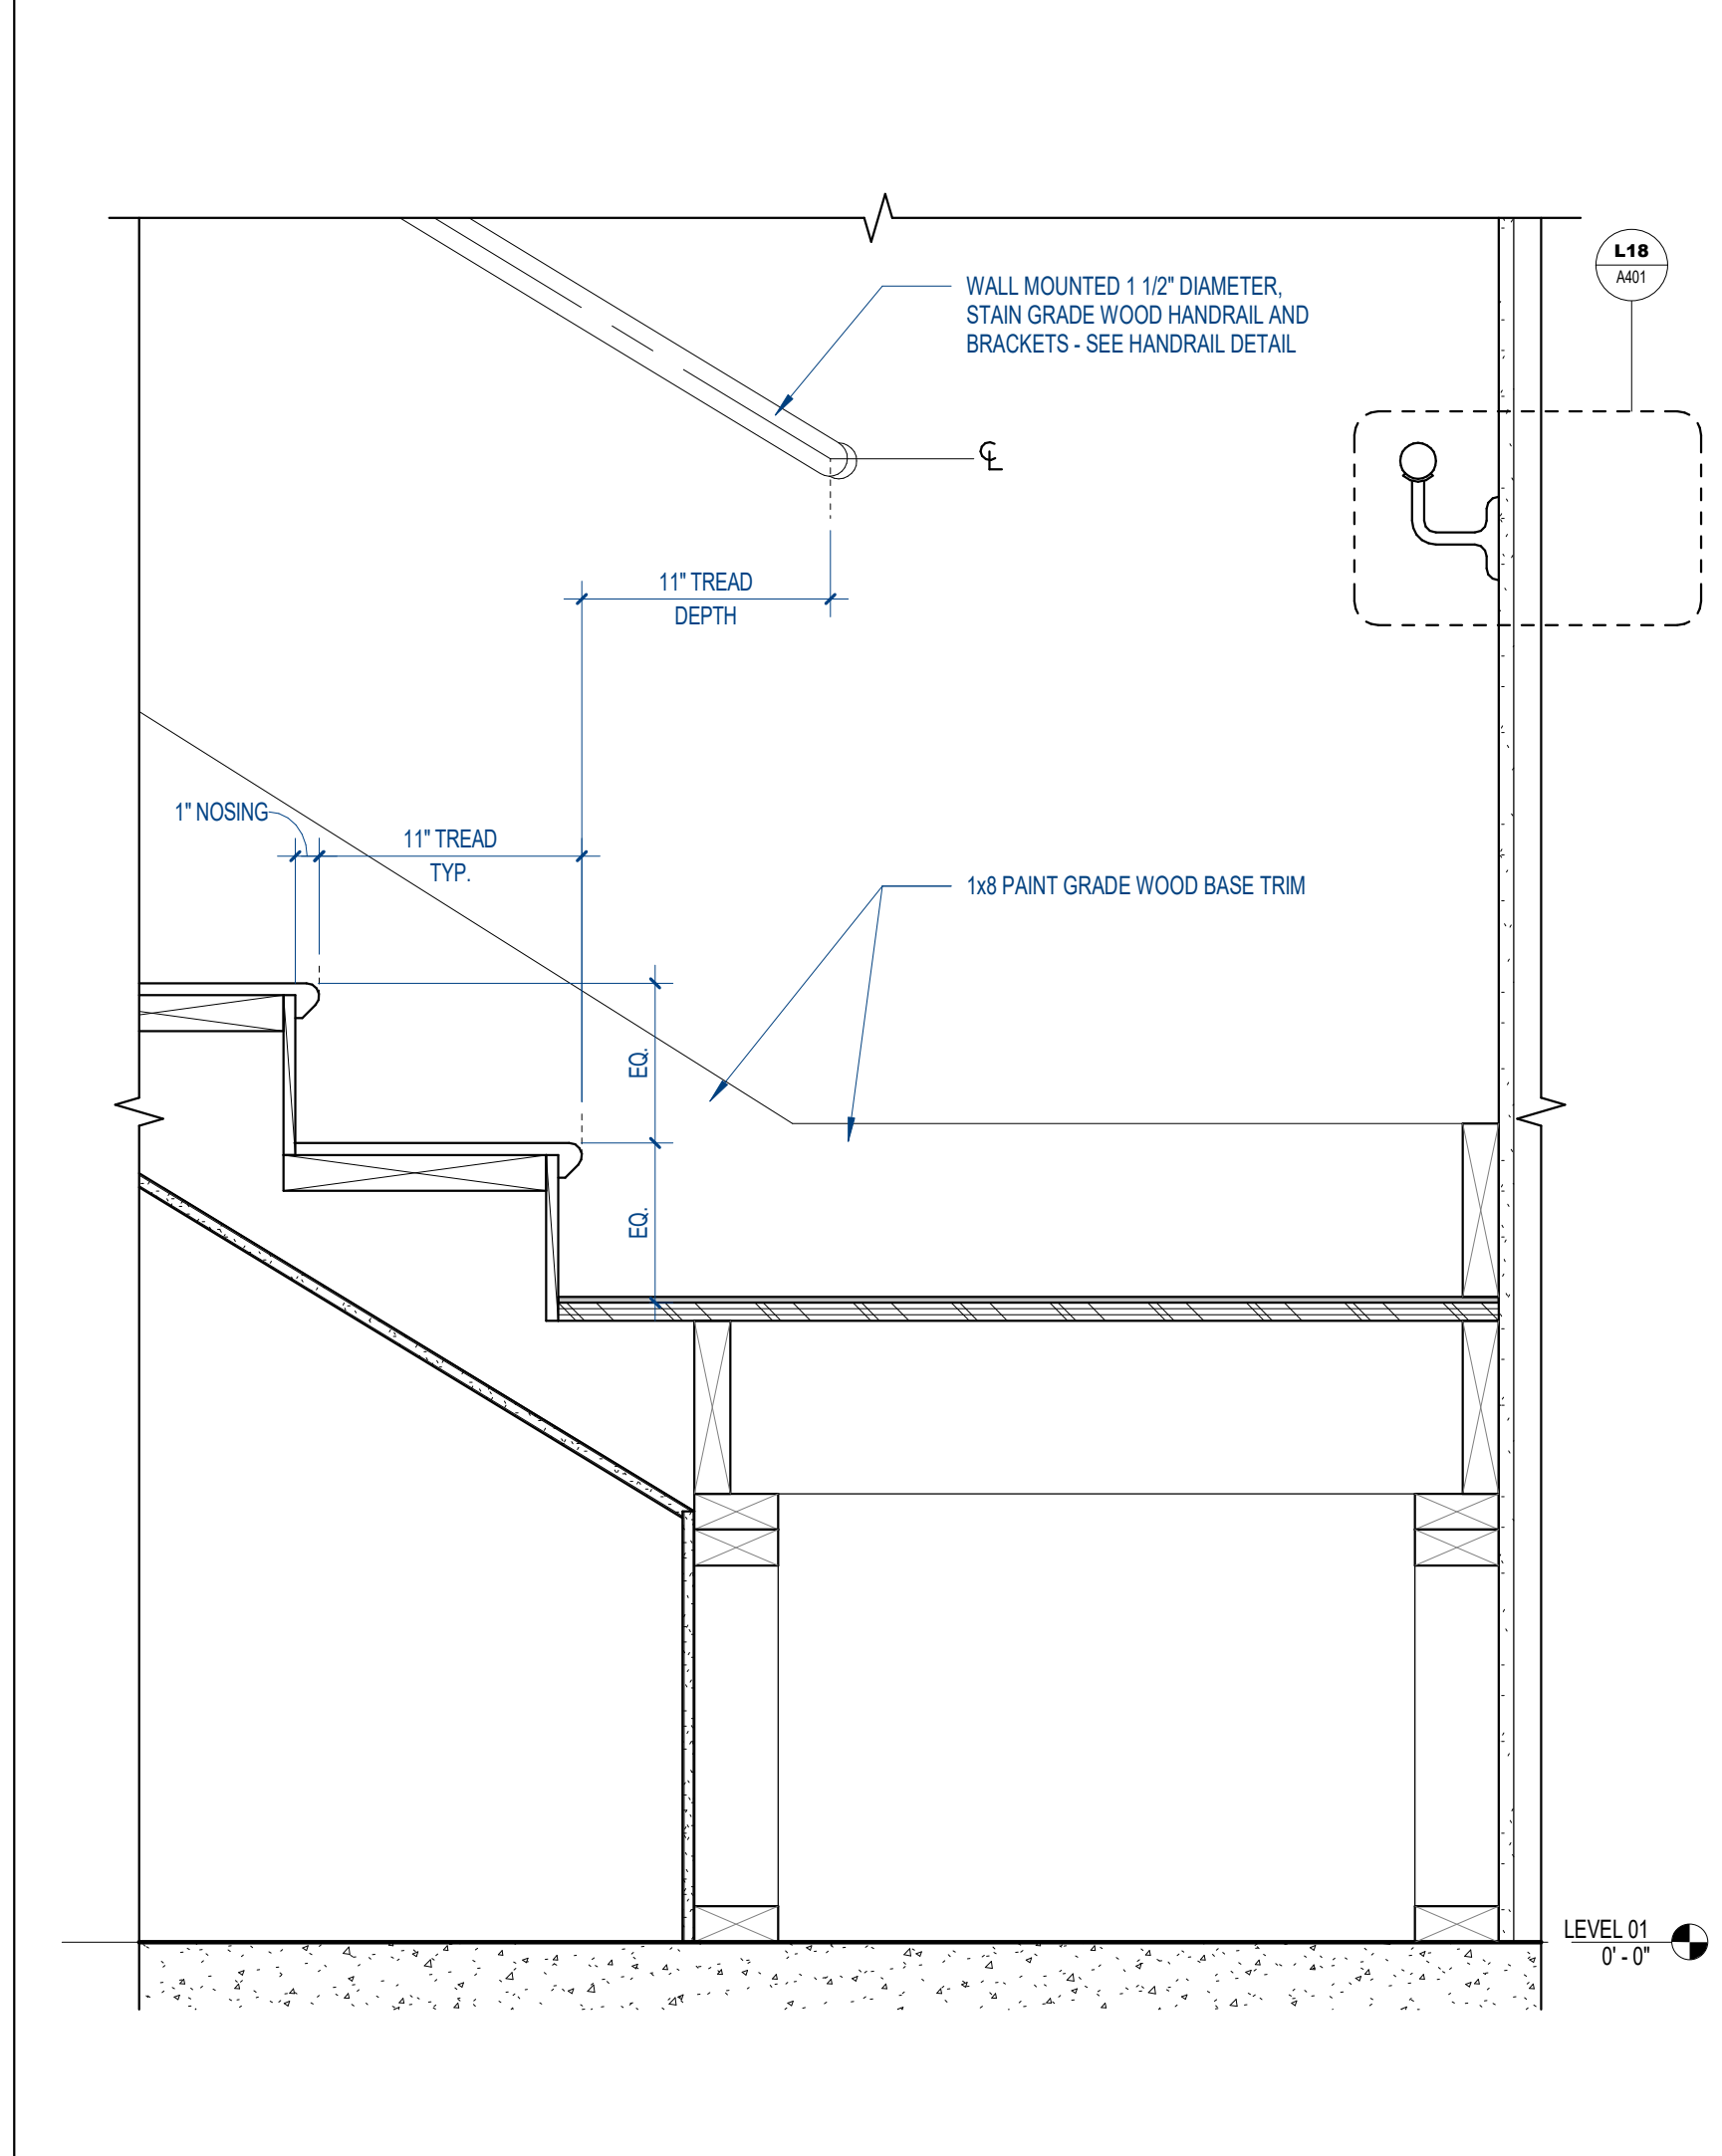 L18
A401
WALL MOUNTED 1 1/2" DIAMETER,
STAIN GRADE WOOD HANDRAIL AND
BRACKETS - SEE HANDRAIL DETAIL
℄
11" TREAD
DEPTH
1" NOSING
11" TREAD
TYP.
1x8 PAINT GRADE WOOD BASE TRIM
EQ.
EQ.
LEVEL 01
0' - 0"